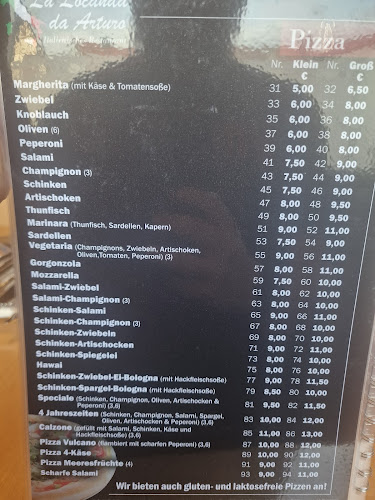 La Locanda
da Arturo
Pizza
Nr. Klein Nr. Groß
€ €
Margherita (mit Käse & Tomatensoße) 31 5,00 32 6,50
Zwiebel 33 6,00 34 8,00
Knoblauch 35 6,00 36 8,00
Oliven (6) 37 6,00 38 8,00
Peperoni 39 6,00 40 8,00
Salami 41 7,50 42 9,00
Champignon (3) 43 7,50 44 9,00
Schinken 45 7,50 46 9,00
Artischoken 47 8,00 48 9,50
Thunfisch 49 8,00 50 9,50
Marinara (Thunfisch, Sardellen, Kapern) 51 9,00 52 11,00
Sardellen 53 7,50 54 9,00
Vegetaria (Champignons, Zwiebeln, Artischoken, 55 9,00 56 11,00
Oliven,Tomaten, Peperoni) (3)
Gorgonzola 57 8,00 58 11,00
Mozzarella 59 7,50 60 10,00
Salami-Zwiebel 61 8,00 62 10,00
Salami-Champignon (3) 63 8,00 64 10,00
Schinken-Salami 65 9,00 66 11,00
Schinken-Champignon (3) 67 8,00 68 10,00
Schinken-Zwiebeln 69 8,00 70 10,00
Schinken-Artischocken 71 9,00 72 11,00
Schinken-Spiegelei 73 8,00 74 10,00
Hawai 75 8,00 76 10,00
Schinken-Zwiebel-Ei-Bologna (mit Hackfleischsoße) 77 9,00 78 11,50
Schinken-Spargel-Bologna (mit Hackfleischsoße) 79 8,50 80 11,00
Speciale (Schinken, Champignon, Oliven, Artischoken & 81 9,50 82 11,50
Peperoni) (3,6)
4 Jahreszeiten (Schinken, Champignon, Salami, Spargel, 83 10,00 84 12,00
Oliven, Artischoken & Peperoni) (3,6)
Calzone (gefüllt mit Salami, Schinken, Käse und 85 11,00 86 13,00
Hackfleischsoße) (3,6)
Pizza Vulcano (flambiert mit scharfen Peperoni) (3,6) 87 10,00 88 12,00
Pizza 4-Käse 89 10,00 90 12,00
Pizza Meeresfrüchte (4) 91 9,00 92 11,00
Scharfe Salami 93 9,00 94 11,00
Wir bieten auch gluten- und laktosefreie Pizzen an!